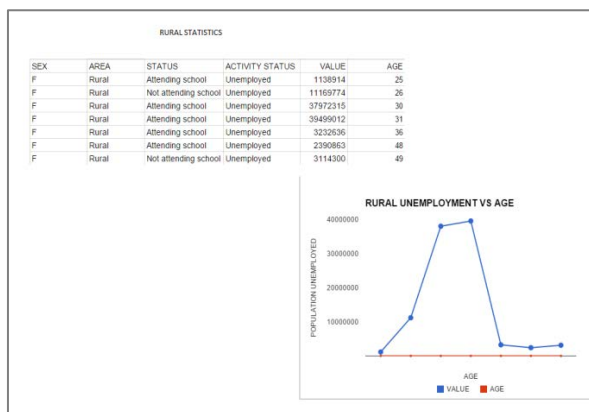 RURAL STATISTICS
SEX AREA STATUS ACTIVITY STATUS VALUE AGE
F Rural Attending school Unemployed 1138914 25
F Rural Not attending school Unemployed 11169774 26
F Rural Attending school Unemployed 37972315 30
F Rural Attending school Unemployed 39499012 31
F Rural Attending school Unemployed 3232636 36
F Rural Attending school Unemployed 2390863 48
F Rural Not attending school Unemployed 3114300 49
RURAL UNEMPLOYMENT VS AGE
40000000
30000000
20000000
10000000
POPULATION UNEMPLOYED
AGE
VALUE AGE